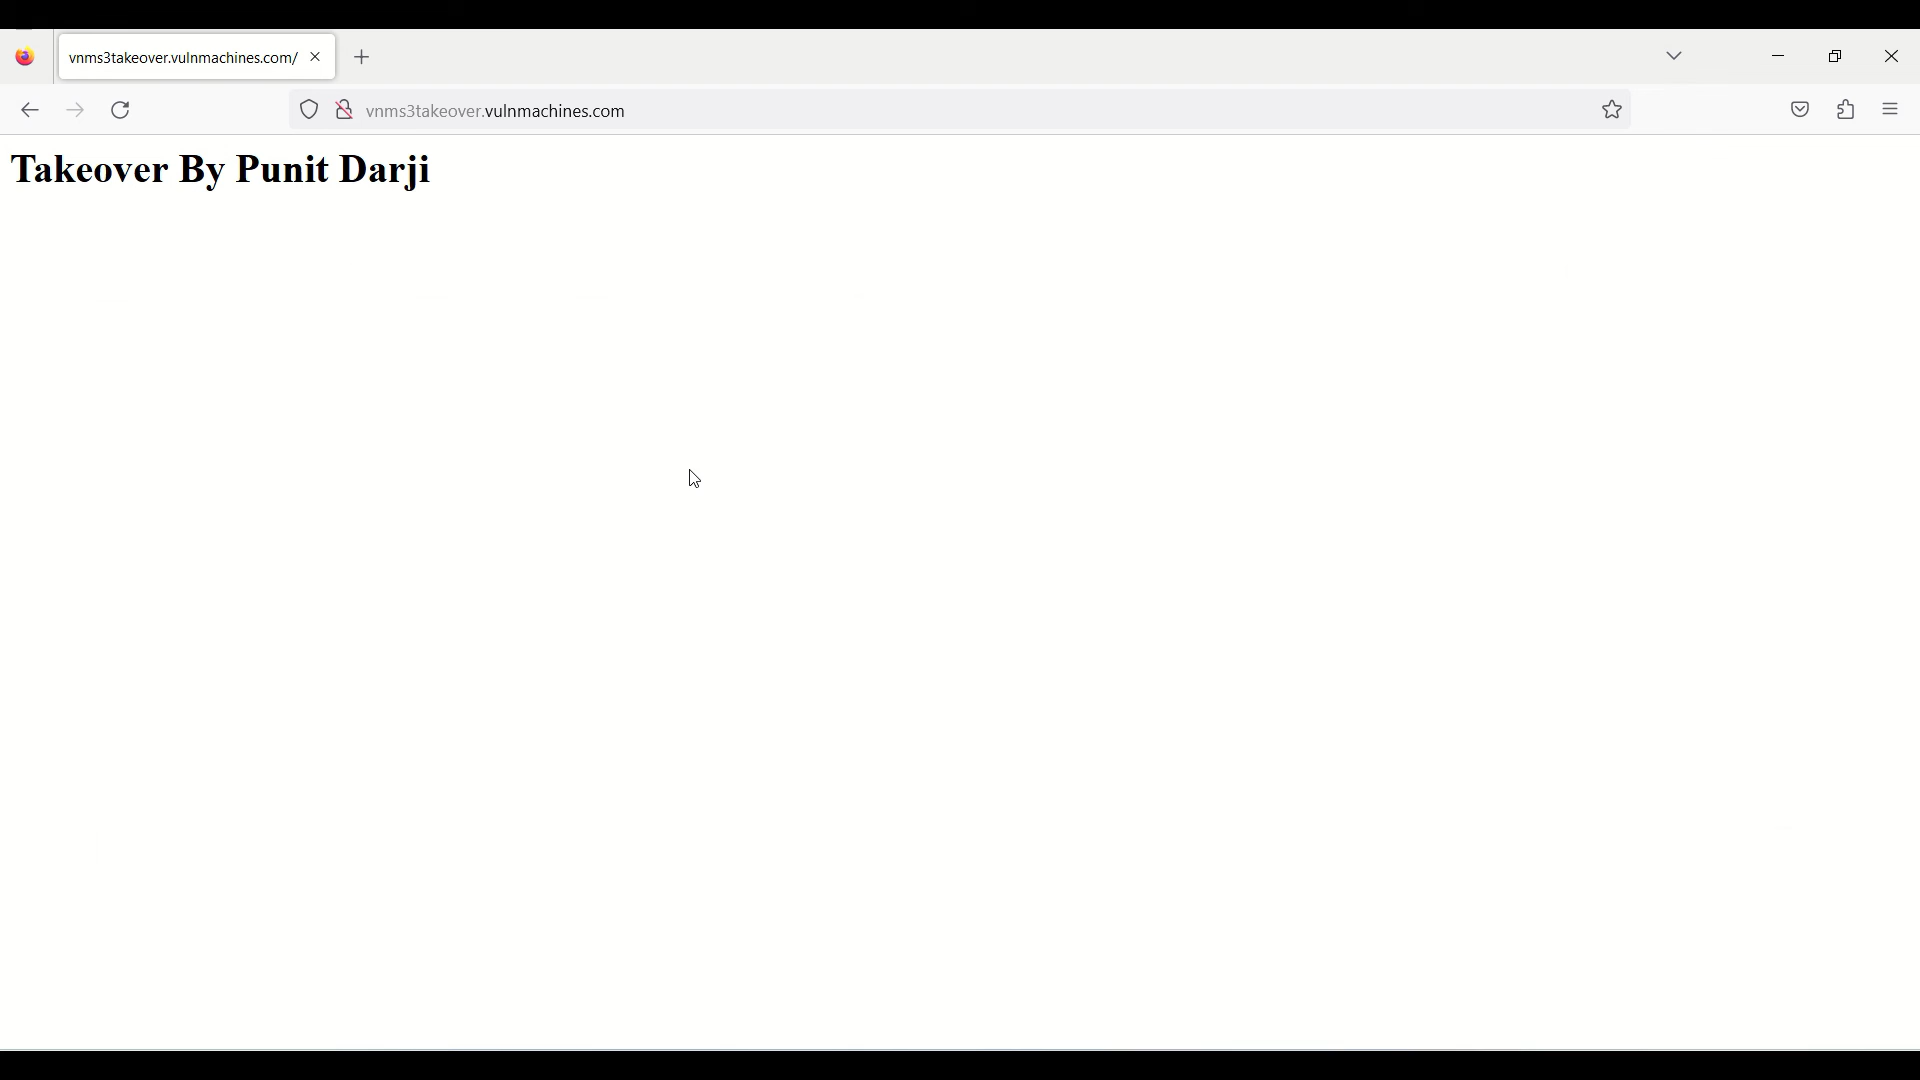 vnms3takeover.vulnmachines.com/
vnms3takeover.vulnmachines.com
Takeover By Punit Darji